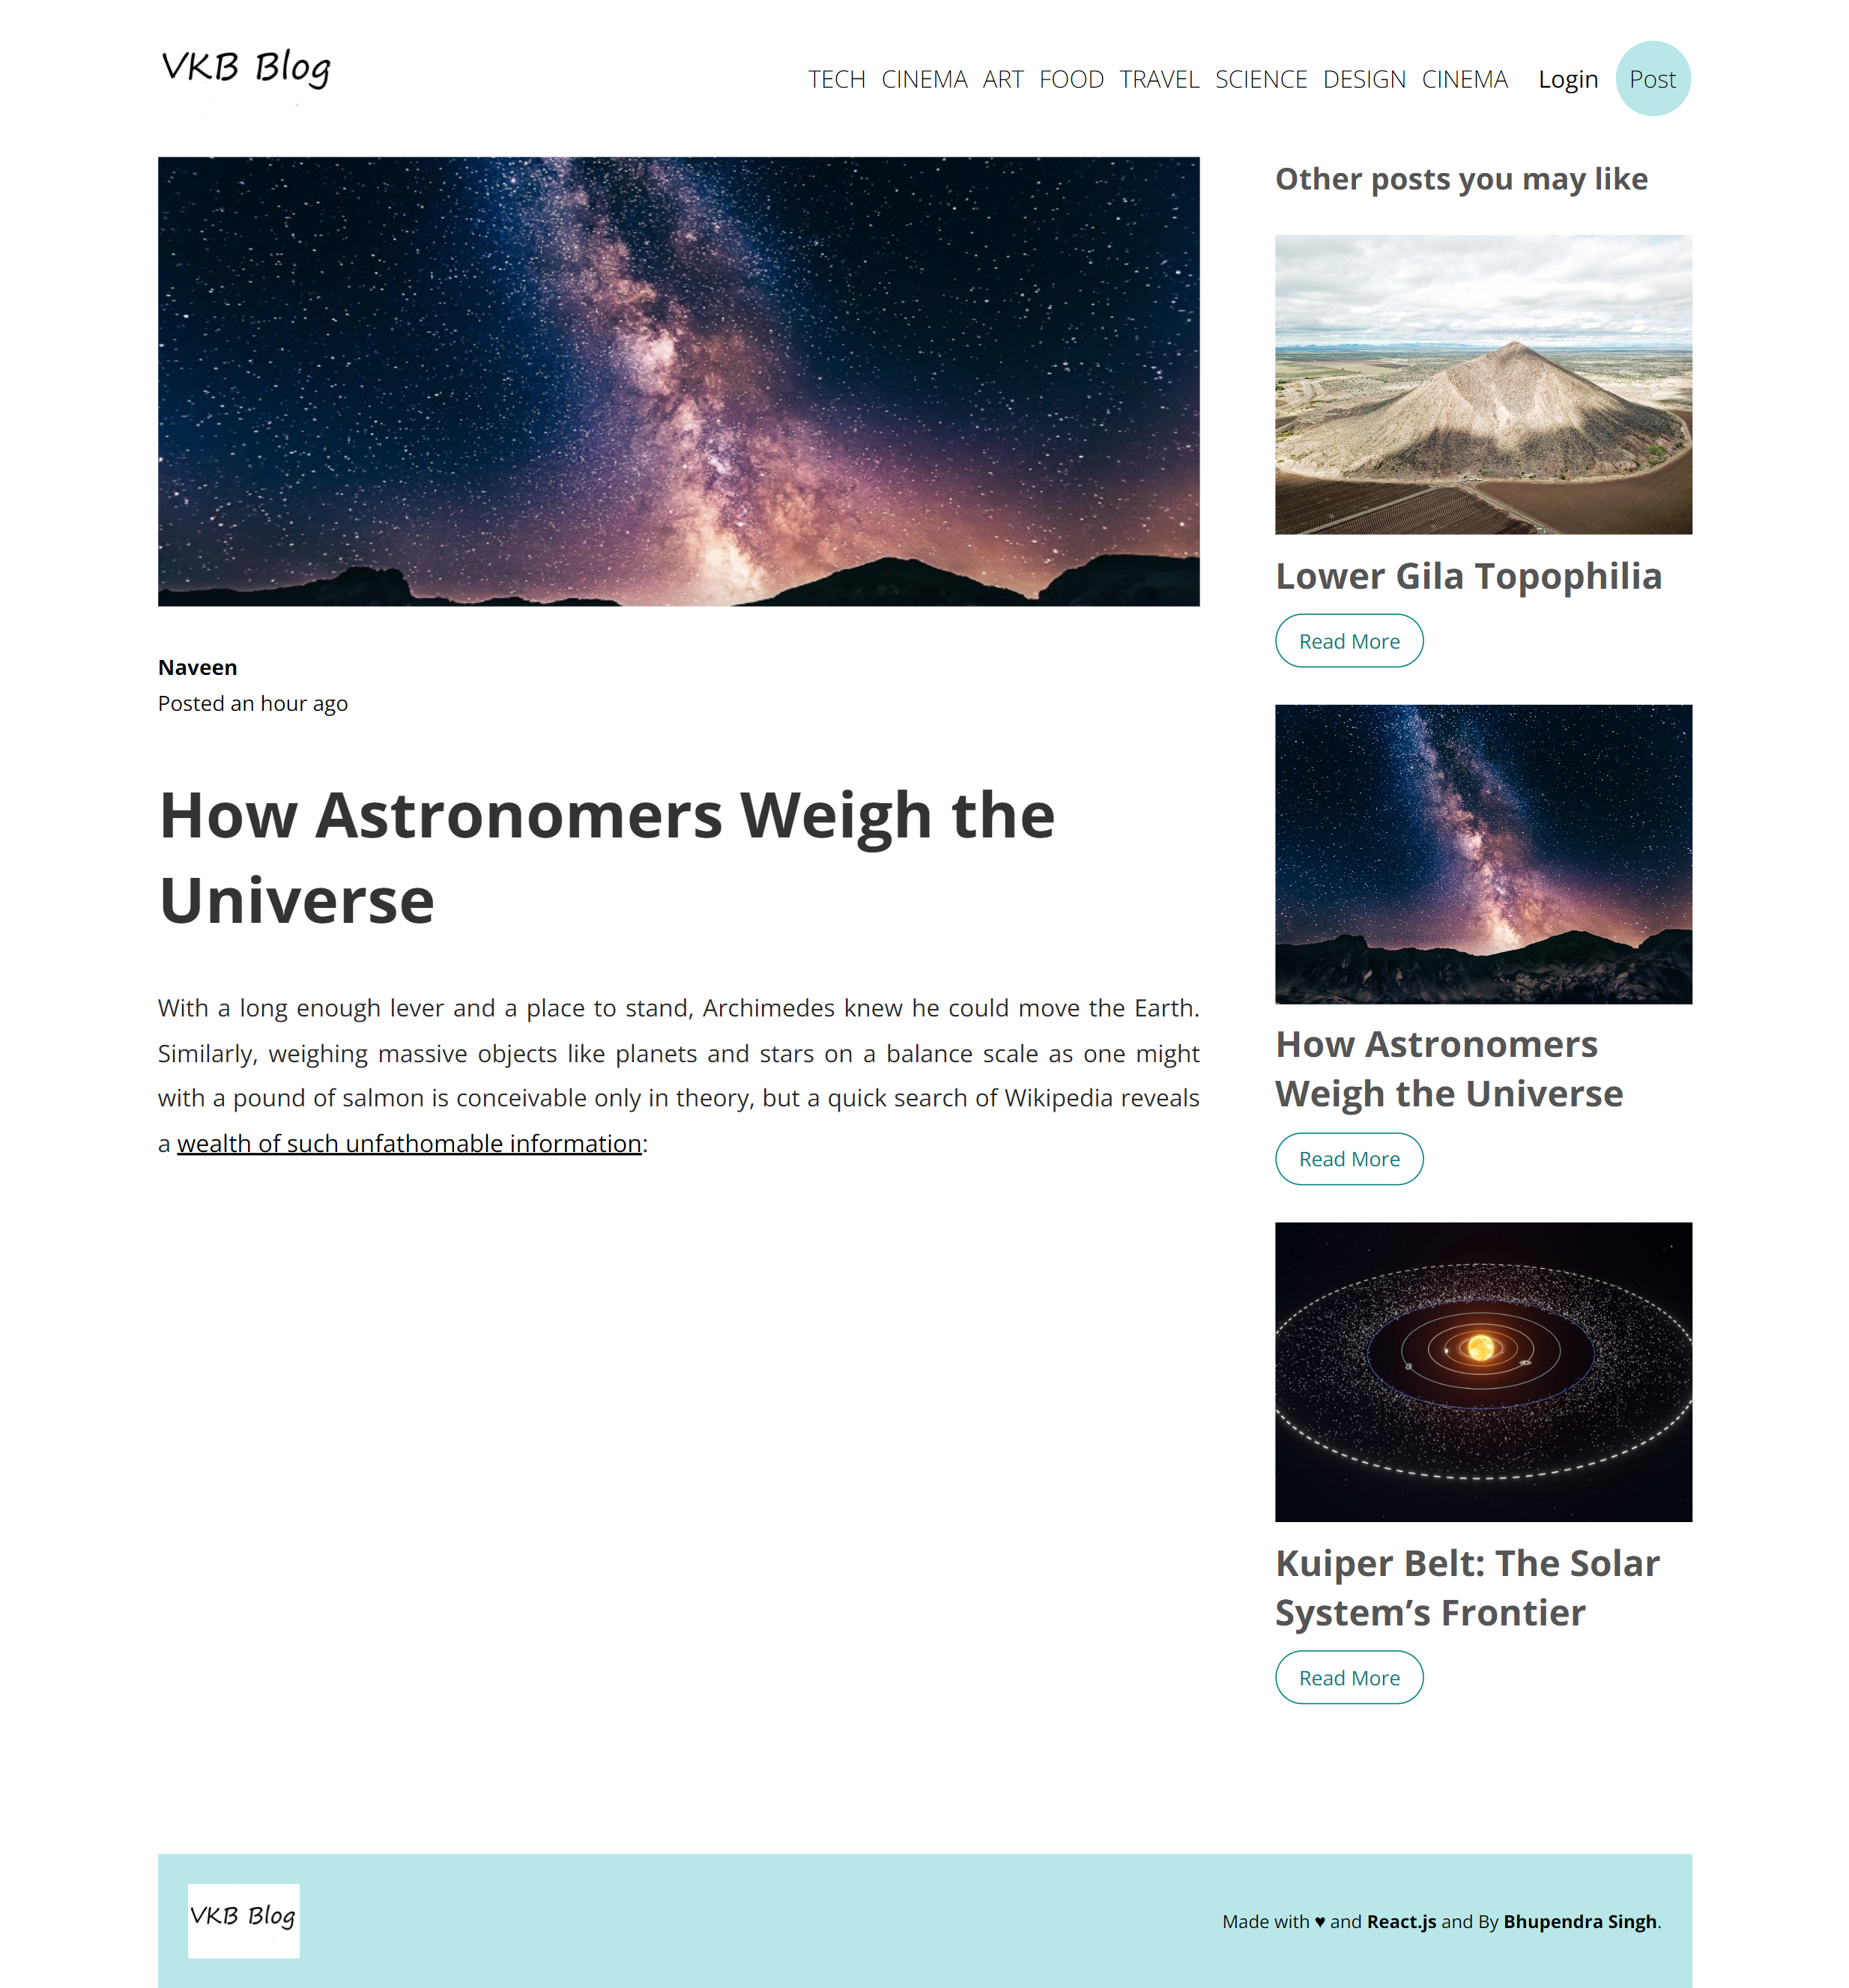 VKB Blog
TECH CINEMA ART FOOD TRAVEL SCIENCE DESIGN CINEMA Login Post
Naveen
Posted an hour ago
How Astronomers Weigh the
Universe
With a long enough lever and a place to stand, Archimedes knew he could move the Earth.
Similarly, weighing massive objects like planets and stars on a balance scale as one might
with a pound of salmon is conceivable only in theory, but a quick search of Wikipedia reveals
a wealth of such unfathomable information:
Other posts you may like
Lower Gila Topophilia
Read More
How Astronomers
Weigh the Universe
Read More
Kuiper Belt: The Solar
System’s Frontier
Read More
VKB Blog
Made with ♥ and React.js and By Bhupendra Singh.